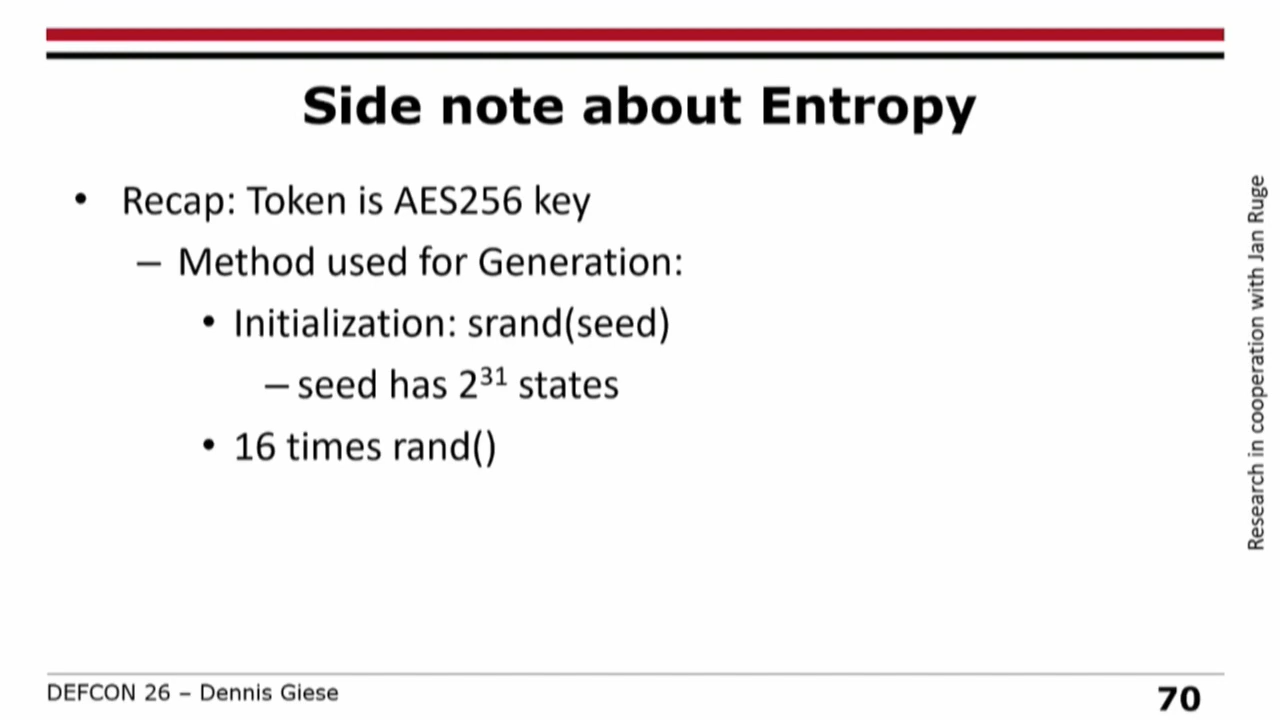 Side note about Entropy
• Recap: Token is AES256 key
– Method used for Generation:
• Initialization: srand(seed)
– seed has 2³¹ states
• 16 times rand()
Research in cooperation with Jan Ruge
DEFCON 26 – Dennis Giese
70